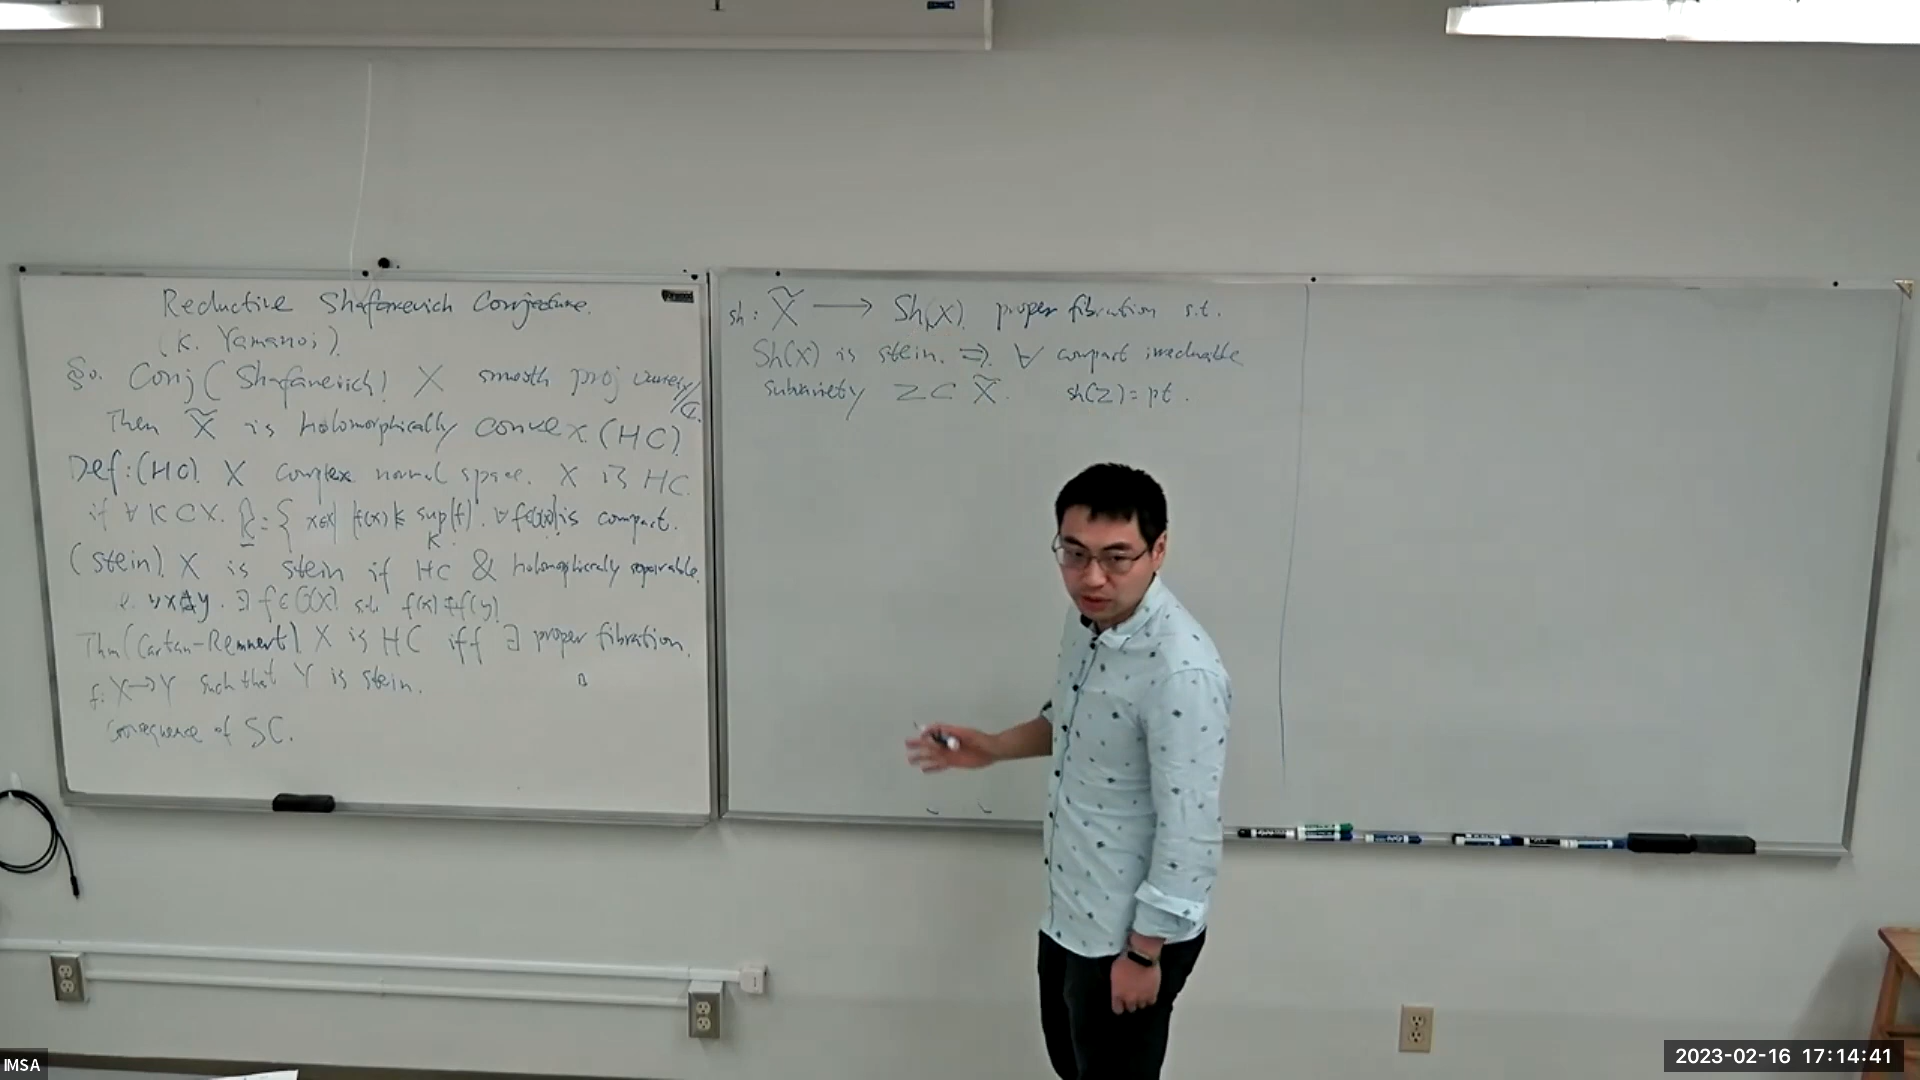 Reductive Shafarevich Conjecture.
(K. Yamanoi)
§0. Conj (Shafarevich) X smooth proj variety/ℂ.
Then X̃ is holomorphically convex. (HC)
Def: (HC) X complex normal space. X is HC
if ∀ K ⊂ X. K̂ = { x∈X | |f(x)| ≤ sup|f|. ∀ f∈O(X)} is compact.
K
(Stein). X is stein if HC & holomorphically separable.
∀ x≠y. ∃ f ∈ O(X) s.t. f(x) ≠ f(y)
Thm (Cartan-Remmert) X is HC iff ∃ proper fibration.
f: X → Y such that Y is stein.
Consequence of SC.
sh: X̃ → Sh(X) proper fibration s.t.
Sh(X) is stein. ⇒ ∀ compact irreducible
subvariety Z ⊂ X̃. sh(Z) = pt.
IMSA
2023-02-16 17:14:41